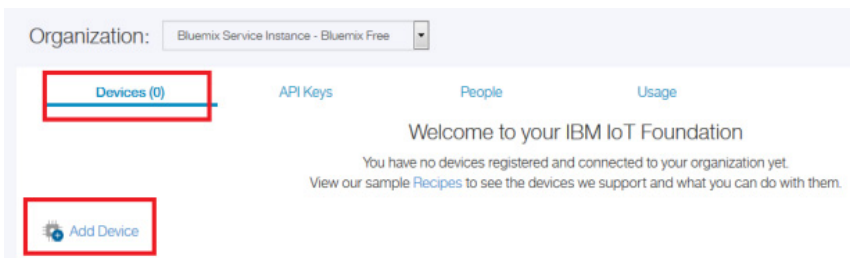 Organization: Bluemix Service Instance - Bluemix Free
Devices (0) API Keys People Usage
Welcome to your IBM IoT Foundation
You have no devices registered and connected to your organization yet.
View our sample Recipes to see the devices we support and what you can do with them.
Add Device